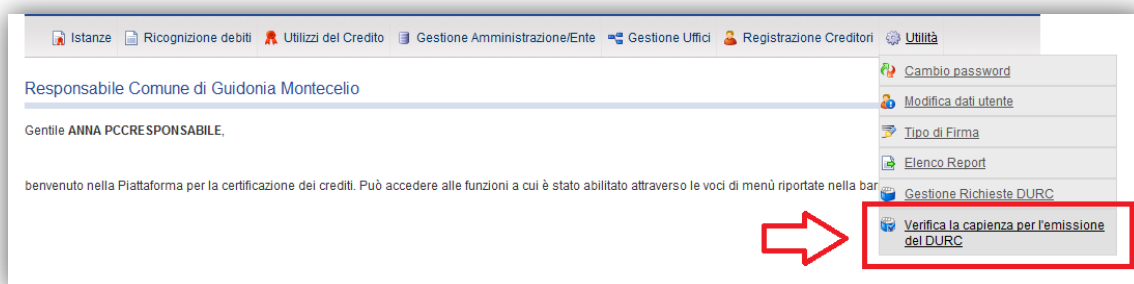 Istanze Ricognizione debiti Utilizzi del Credito Gestione Amministrazione/Ente Gestione Uffici Registrazione Creditori Utilità
Cambio password
Responsabile Comune di Guidonia Montecelio
Modifica dati utente
Gentile ANNA PCCRESPONSABILE,
Tipo di Firma
Elenco Report
benvenuto nella Piattaforma per la certificazione dei crediti. Può accedere alle funzioni a cui è stato abilitato attraverso le voci di menù riportate nella bar
Gestione Richieste DURC
Verifica la capienza per l'emissione
del DURC